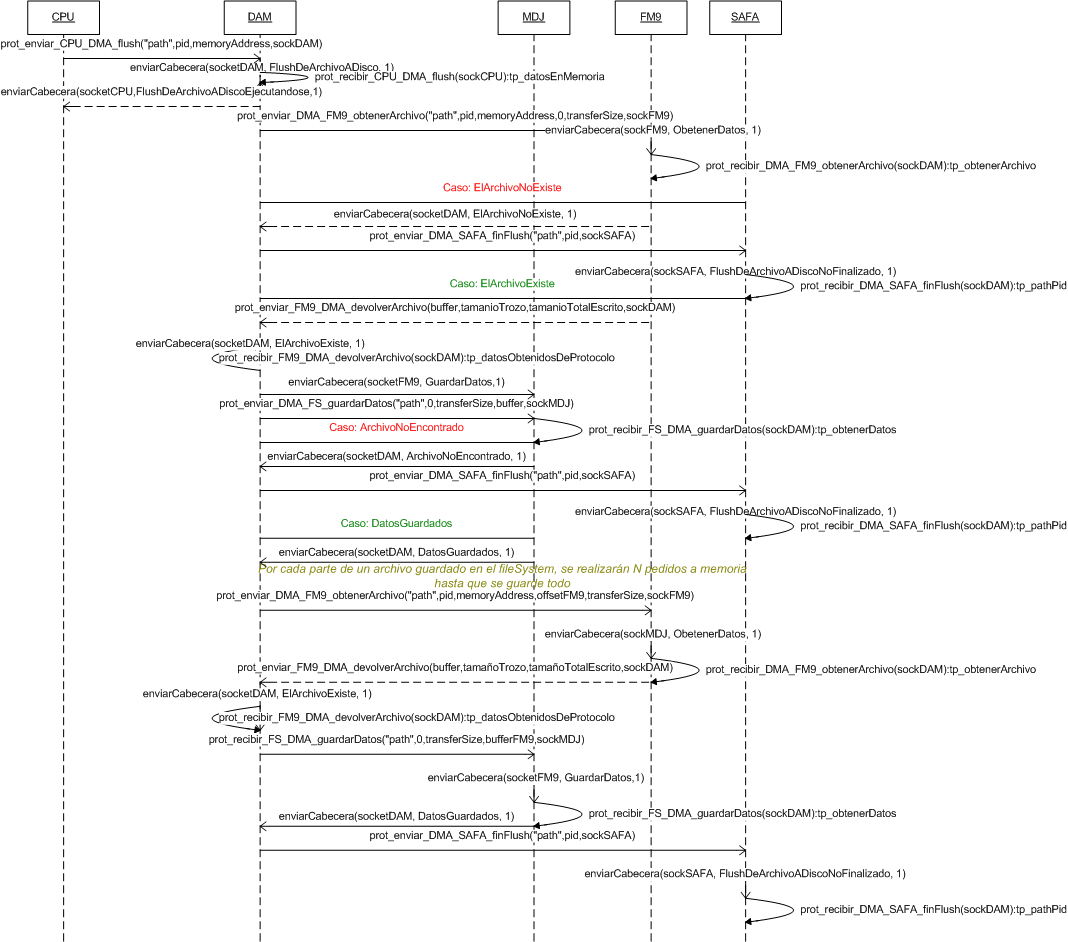 CPU
DAM
MDJ
FM9
SAFA
prot_enviar_CPU_DMA_flush("path",pid,memoryAddress,sockDAM)
enviarCabecera(socketDAM, FlushDeArchivoADisco, 1)
prot_recibir_CPU_DMA_flush(sockCPU):tp_datosEnMemoria
enviarCabecera(socketCPU,FlushDeArchivoADiscoEjecutandose,1)
prot_enviar_DMA_FM9_obtenerArchivo("path",pid,memoryAddress,0,transferSize,sockFM9)
enviarCabecera(sockFM9, ObetenerDatos, 1)
prot_recibir_DMA_FM9_obtenerArchivo(sockDAM):tp_obtenerArchivo
Caso: ElArchivoNoExiste
enviarCabecera(socketDAM, ElArchivoNoExiste, 1)
prot_enviar_DMA_SAFA_finFlush("path",pid,sockSAFA)
enviarCabecera(sockSAFA, FlushDeArchivoADiscoNoFinalizado, 1)
Caso: ElArchivoExiste
prot_recibir_DMA_SAFA_finFlush(sockDAM):tp_pathPid
prot_enviar_FM9_DMA_devolverArchivo(buffer,tamanioTrozo,tamanioTotalEscrito,sockDAM)
enviarCabecera(socketDAM, ElArchivoExiste, 1)
prot_recibir_FM9_DMA_devolverArchivo(sockDAM):tp_datosObtenidosDeProtocolo
enviarCabecera(socketFM9, GuardarDatos,1)
prot_enviar_DMA_FS_guardarDatos("path",0,transferSize,buffer,sockMDJ)
Caso: ArchivoNoEncontrado
prot_recibir_FS_DMA_guardarDatos(sockDAM):tp_obtenerDatos
enviarCabecera(socketDAM, ArchivoNoEncontrado, 1)
prot_enviar_DMA_SAFA_finFlush("path",pid,sockSAFA)
enviarCabecera(sockSAFA, FlushDeArchivoADiscoNoFinalizado, 1)
Caso: DatosGuardados
prot_recibir_DMA_SAFA_finFlush(sockDAM):tp_pathPid
enviarCabecera(socketDAM, DatosGuardados, 1)
Por cada parte de un archivo guardado en el fileSystem, se realizarán N pedidos a memoria
hasta que se guarde todo
prot_enviar_DMA_FM9_obtenerArchivo("path",pid,memoryAddress,offsetFM9,transferSize,sockFM9)
enviarCabecera(sockMDJ, ObetenerDatos, 1)
prot_enviar_FM9_DMA_devolverArchivo(buffer,tamañoTrozo,tamañoTotalEscrito,sockDAM)
prot_recibir_DMA_FM9_obtenerArchivo(sockDAM):tp_obtenerArchivo
enviarCabecera(socketDAM, ElArchivoExiste, 1)
prot_recibir_FM9_DMA_devolverArchivo(sockDAM):tp_datosObtenidosDeProtocolo
prot_recibir_FS_DMA_guardarDatos("path",0,transferSize,bufferFM9,sockMDJ)
enviarCabecera(socketFM9, GuardarDatos,1)
enviarCabecera(socketDAM, DatosGuardados, 1)
prot_recibir_FS_DMA_guardarDatos(sockDAM):tp_obtenerDatos
prot_enviar_DMA_SAFA_finFlush("path",pid,sockSAFA)
enviarCabecera(sockSAFA, FlushDeArchivoADiscoNoFinalizado, 1)
prot_recibir_DMA_SAFA_finFlush(sockDAM):tp_pathPid